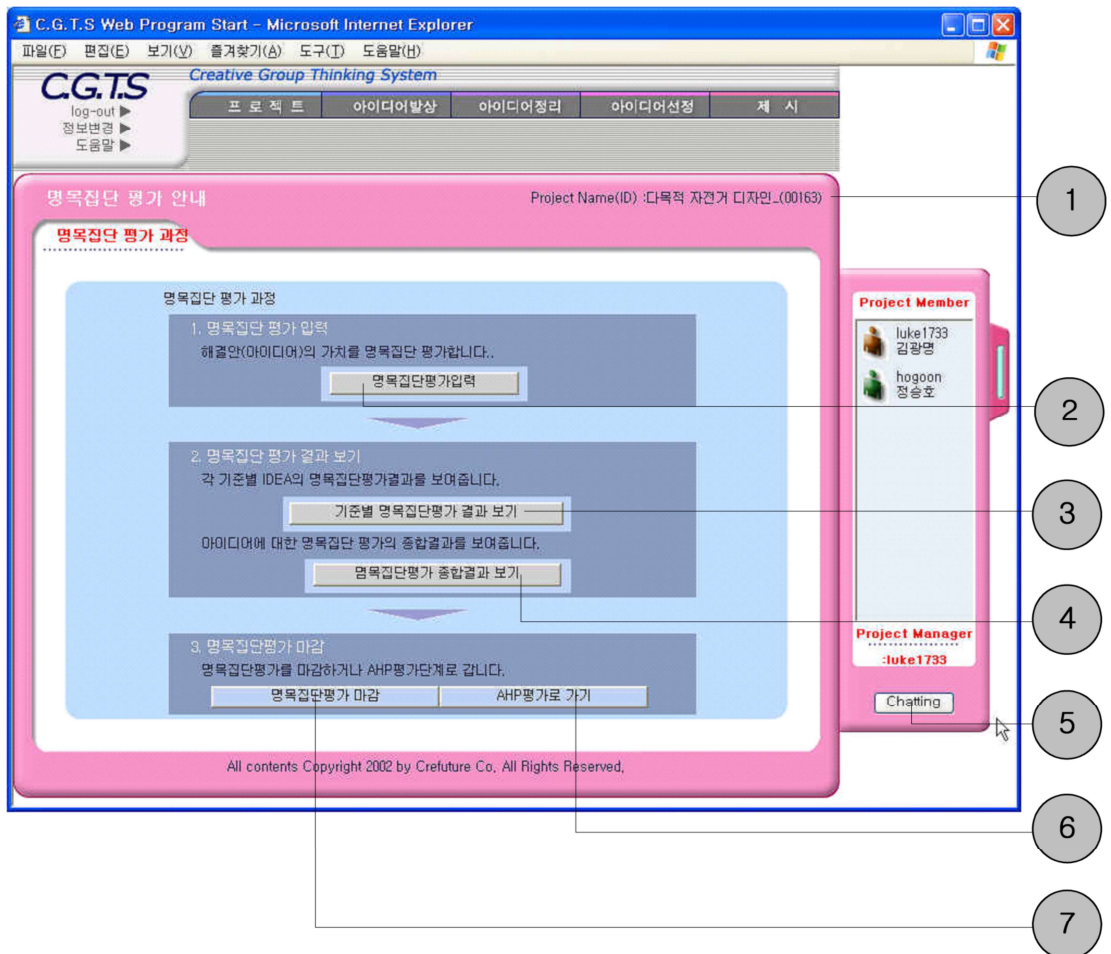 C.G.T.S Web Program Start - Microsoft Internet Explorer
파일(F) 편집(E) 보기(V) 즐겨찾기(A) 도구(T) 도움말(H)
C.G.T.S
Creative Group Thinking System
log-out ▶
정보변경 ▶
도움말 ▶
프 로 젝 트 아이디어발상 아이디어정리 아이디어선정 제 시
명목집단 평가 안내
Project Name(ID) :다목적 자전거 디자인_(00163)
1
명목집단 평가 과정
명목집단 평가 과정
1. 명목집단 평가 입력
해결안(아이디어)의 가치를 명목집단 평가합니다..
명목집단평가입력
2
2. 명목집단 평가 결과 보기
각 기준별 IDEA의 명목집단평가결과를 보여줍니다.
기준별 명목집단평가 결과 보기
3
아이디어에 대한 명목집단 평가의 종합결과를 보여줍니다.
명목집단평가 종합결과 보기
4
3. 명목집단평가 마감
명목집단평가를 마감하거나 AHP평가단계로 갑니다.
명목집단평가 마감
AHP평가로 가기
Project Member
luke1733
김광명
hogoon
정승호
Project Manager
:luke1733
Chatting
5
All contents Copyright 2002 by Crefuture Co, All Rights Reserved,
6
7